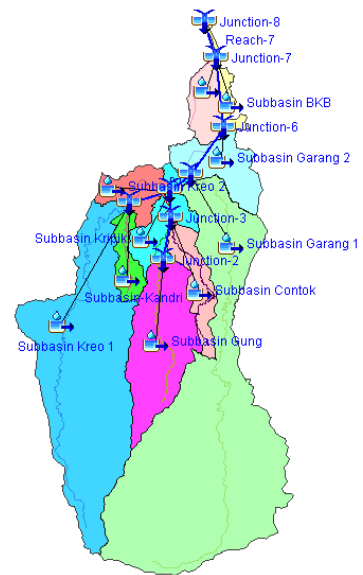 Junction-8
Reach-7
Junction-7
Subbasin BKB
Junction-6
Subbasin Garang 2
Subbasin Kreo 2
Junction-3
Subbasin Kripik
Subbasin Garang 1
Junction-2
Subbasin-Kandri
Subbasin Contok
Subbasin Kreo 1
Subbasin Gung